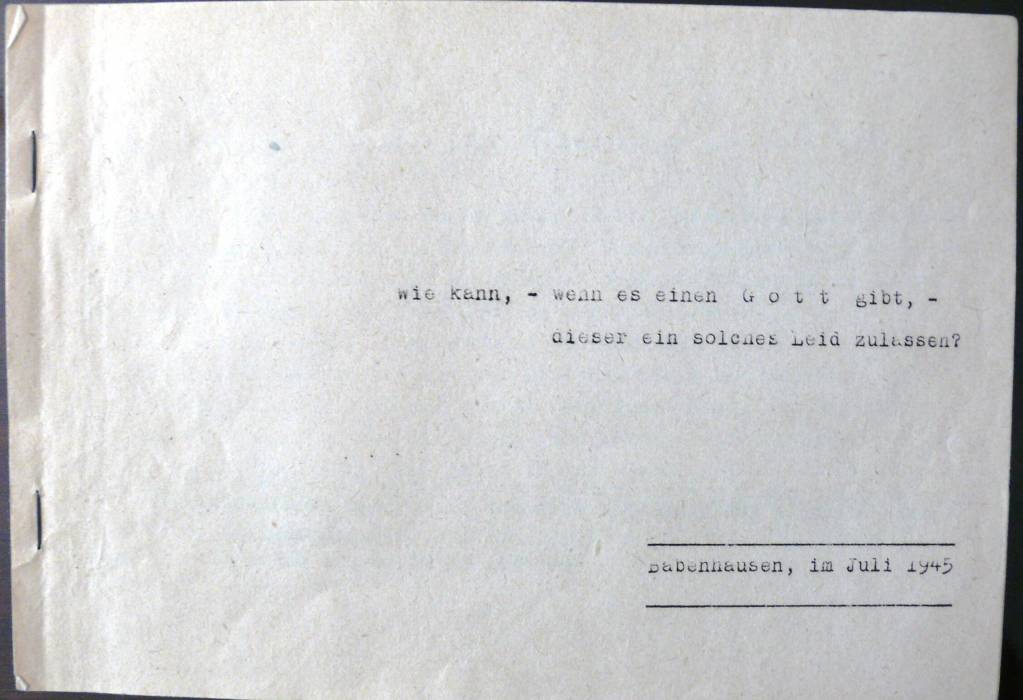 wie kann, - wenn es einen G o t t gibt, -
dieser ein solches Leid zulassen?
Babenhausen, im Juli 1945